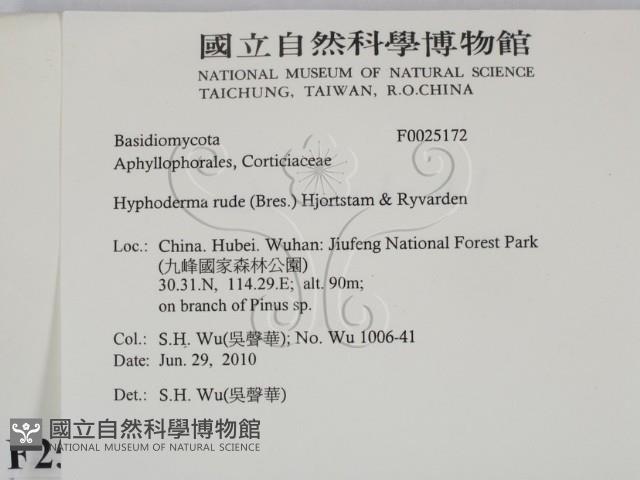 國立自然科學博物館
NATIONAL MUSEUM OF NATURAL SCIENCE
TAICHUNG, TAIWAN, R.O.CHINA
Basidiomycota F0025172
Aphyllophorales, Corticiaceae
Hyphoderma rude (Bres.) Hjortstam & Ryvarden
Loc.: China. Hubei. Wuhan: Jiufeng National Forest Park
(九峰國家森林公園)
30.31.N, 114.29.E; alt. 90m;
on branch of Pinus sp.
Col.: S.H. Wu(吳聲華); No. Wu 1006-41
Date: Jun. 29, 2010
Det.: S.H. Wu(吳聲華)
國立自然科學博物館
NATIONAL MUSEUM OF NATURAL SCIENCE